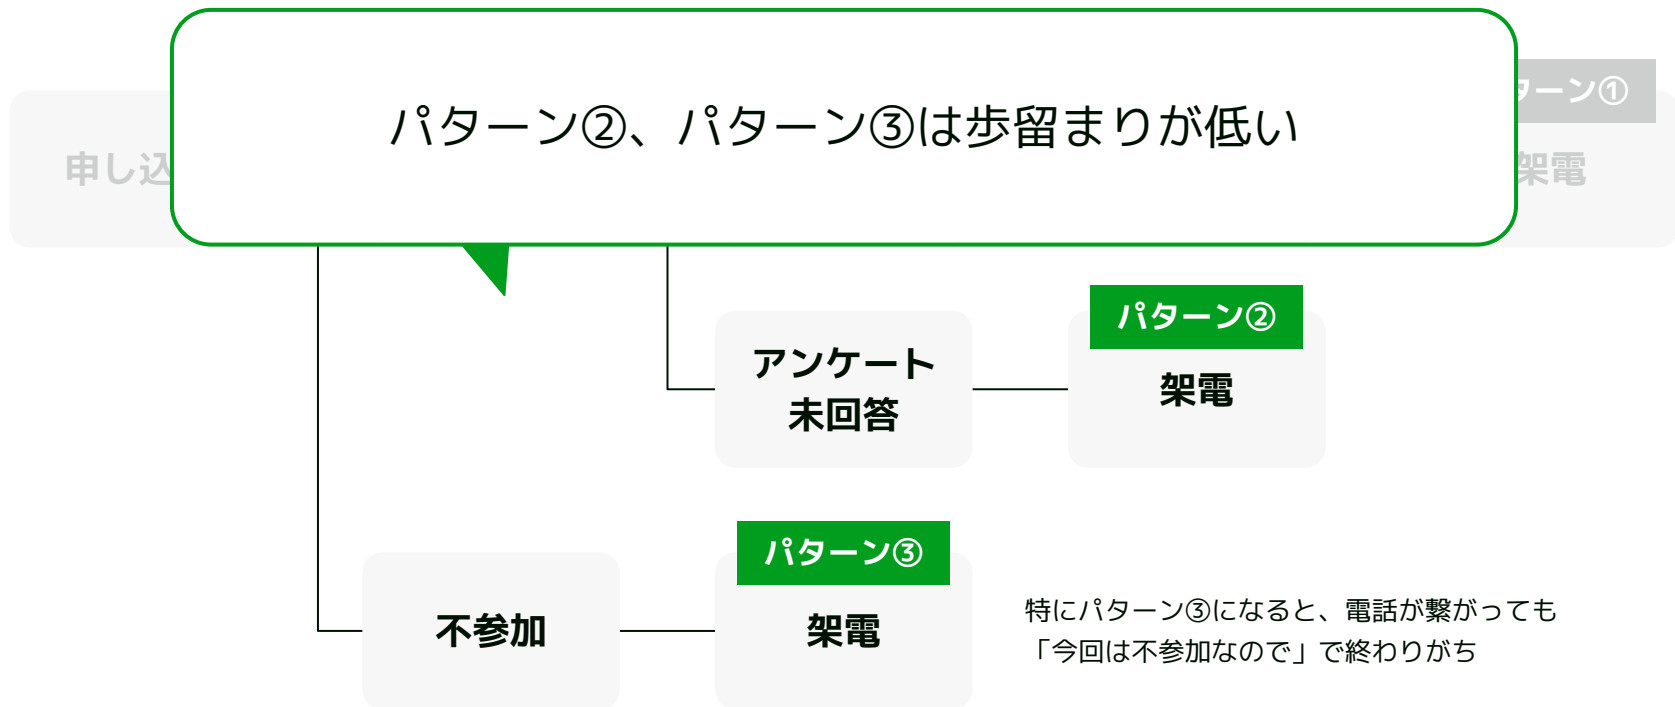 パターン②、パターン③は歩留まりが低い
ターン①
申し込
架電
パターン②
アンケート
未回答
架電
パターン③
不参加
架電
特にパターン③になると、電話が繋がっても
「今回は不参加なので」で終わりがち